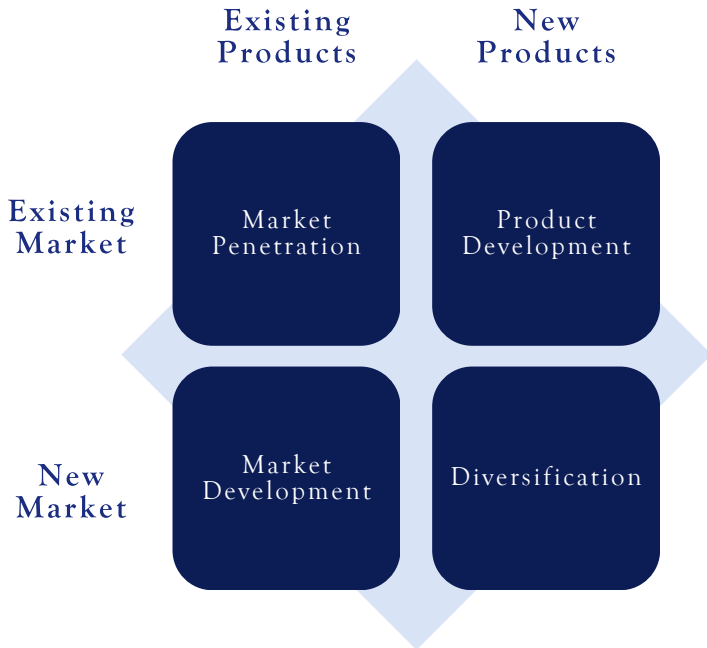 Existing
Products
New
Products
Existing
Market
Market
Penetration
Product
Development
New
Market
Market
Development
Diversification